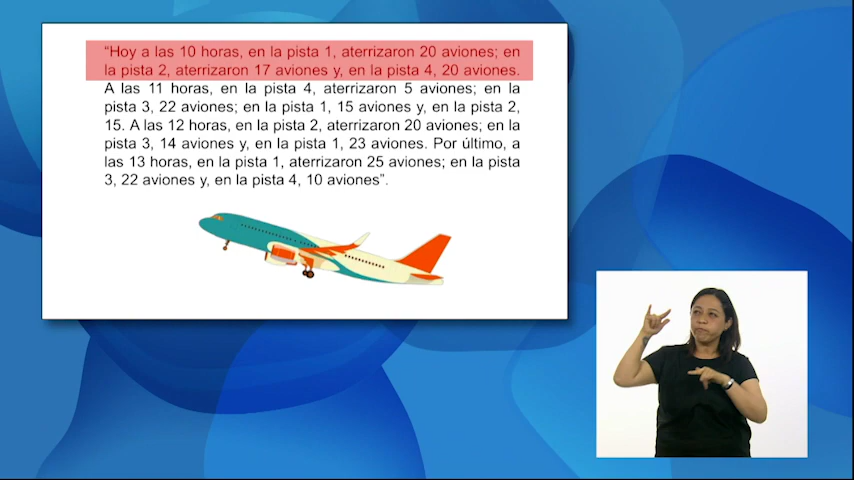 “Hoy a las 10 horas, en la pista 1, aterrizaron 20 aviones; en
la pista 2, aterrizaron 17 aviones y, en la pista 4, 20 aviones.
A las 11 horas, en la pista 4, aterrizaron 5 aviones; en la
pista 3, 22 aviones; en la pista 1, 15 aviones y, en la pista 2,
15. A las 12 horas, en la pista 2, aterrizaron 20 aviones; en la
pista 3, 14 aviones y, en la pista 1, 23 aviones. Por último, a
las 13 horas, en la pista 1, aterrizaron 25 aviones; en la pista
3, 22 aviones y, en la pista 4, 10 aviones”.